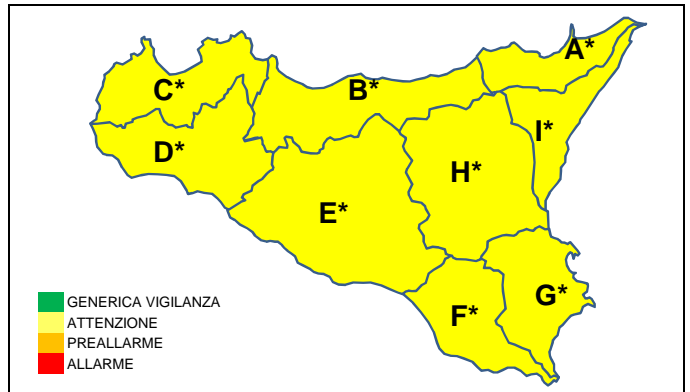 A*
B*
C*
I*
D*
H*
E*
G*
F*
GENERICA VIGILANZA
ATTENZIONE
PREALLARME
ALLARME